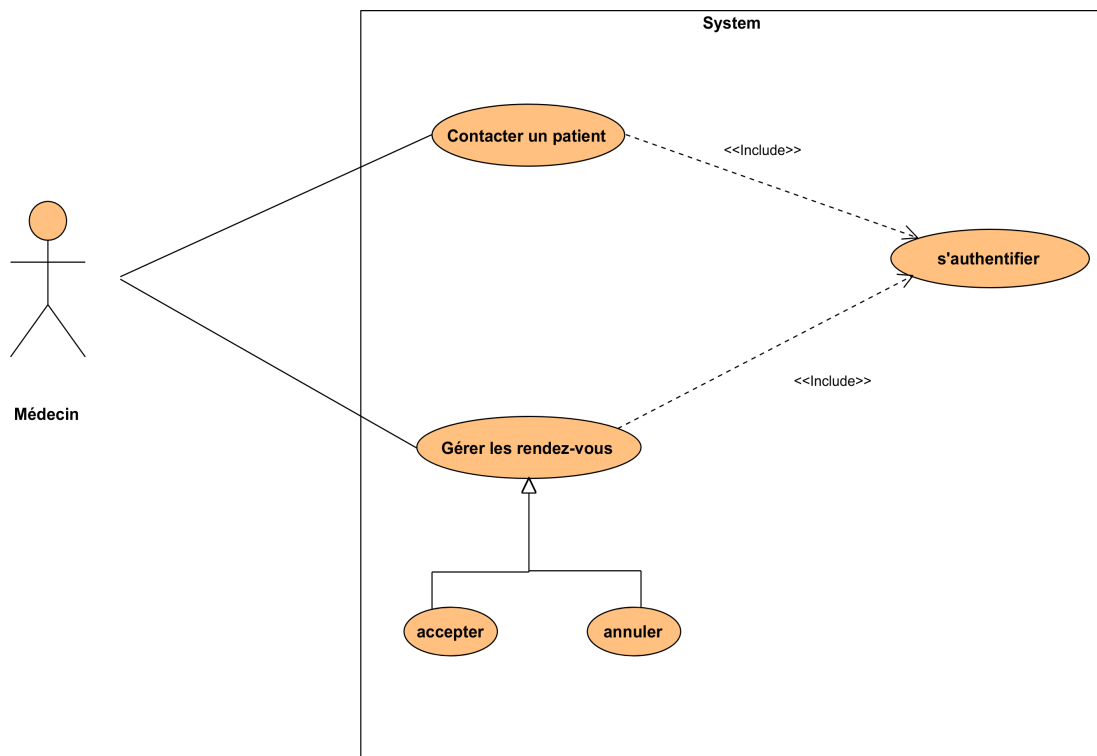 System
Contacter un patient
<<Include>>
s'authentifier
<<Include>>
Médecin
Gérer les rendez-vous
accepter
annuler